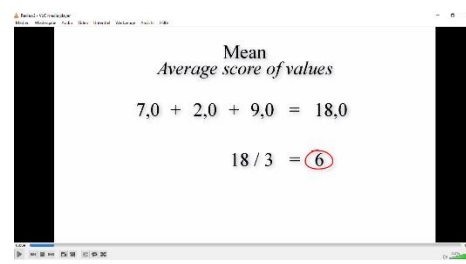 Mean
Average score of values
7,0 + 2,0 + 9,0 = 18,0
18 / 3 = 6